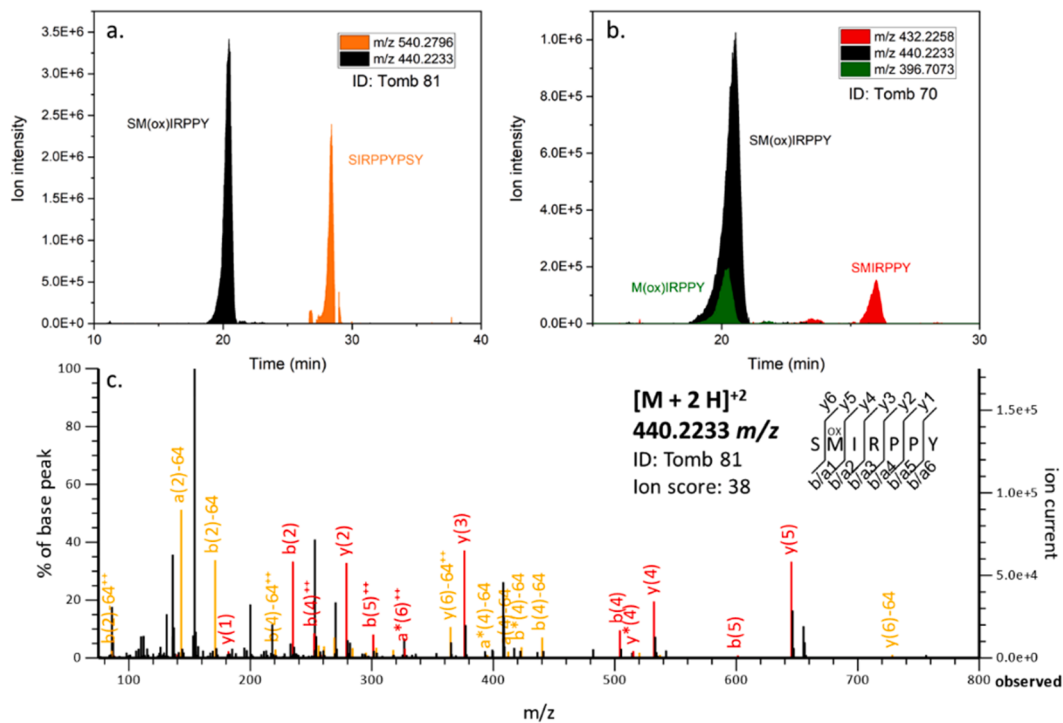 a.
3.5E+6
3.0E+6
2.5E+6
2.0E+6
1.5E+6
1.0E+6
5.0E+5
0.0E+0
Ion intensity
m/z 540.2796
m/z 440.2233
ID: Tomb 81
SM(ox)IRPPY
SIRPPYPSY
10
20
30
40
Time (min)
b.
1.0E+6
8.0E+5
6.0E+5
4.0E+5
2.0E+5
0.0E+0
Ion intensity
m/z 432.2258
m/z 440.2233
m/z 396.7073
ID: Tomb 70
SM(ox)IRPPY
M(ox)IRPPY
SMIRPPY
20
30
Time (min)
c.
100
80
60
40
20
0
% of base peak
[M + 2 H]+2
440.2233 m/z
ID: Tomb 81
Ion score: 38
y6 y5 y4 y3 y2 y1
OX
S M I R P P Y
b/a1 b/a2 b/a3 b/a4 b/a5 b/a6
1.5e+5
1.0e+5
5.0e+4
0.0e+0
ion current
b(2)-64++
a(2)-64
b(2)-64
y(1)
b(4)-64++
b(2)
b(4)++
y(2)
b(5)++
a*(6)++
y(6)-64++
y(3)
a*(4)-64
a(4)-64
b*(4)-64
b(4)-64
b(4)
y*(4)
y(4)
b(5)
y(5)
y(6)-64
100
200
300
400
500
600
700
800
observed
m/z